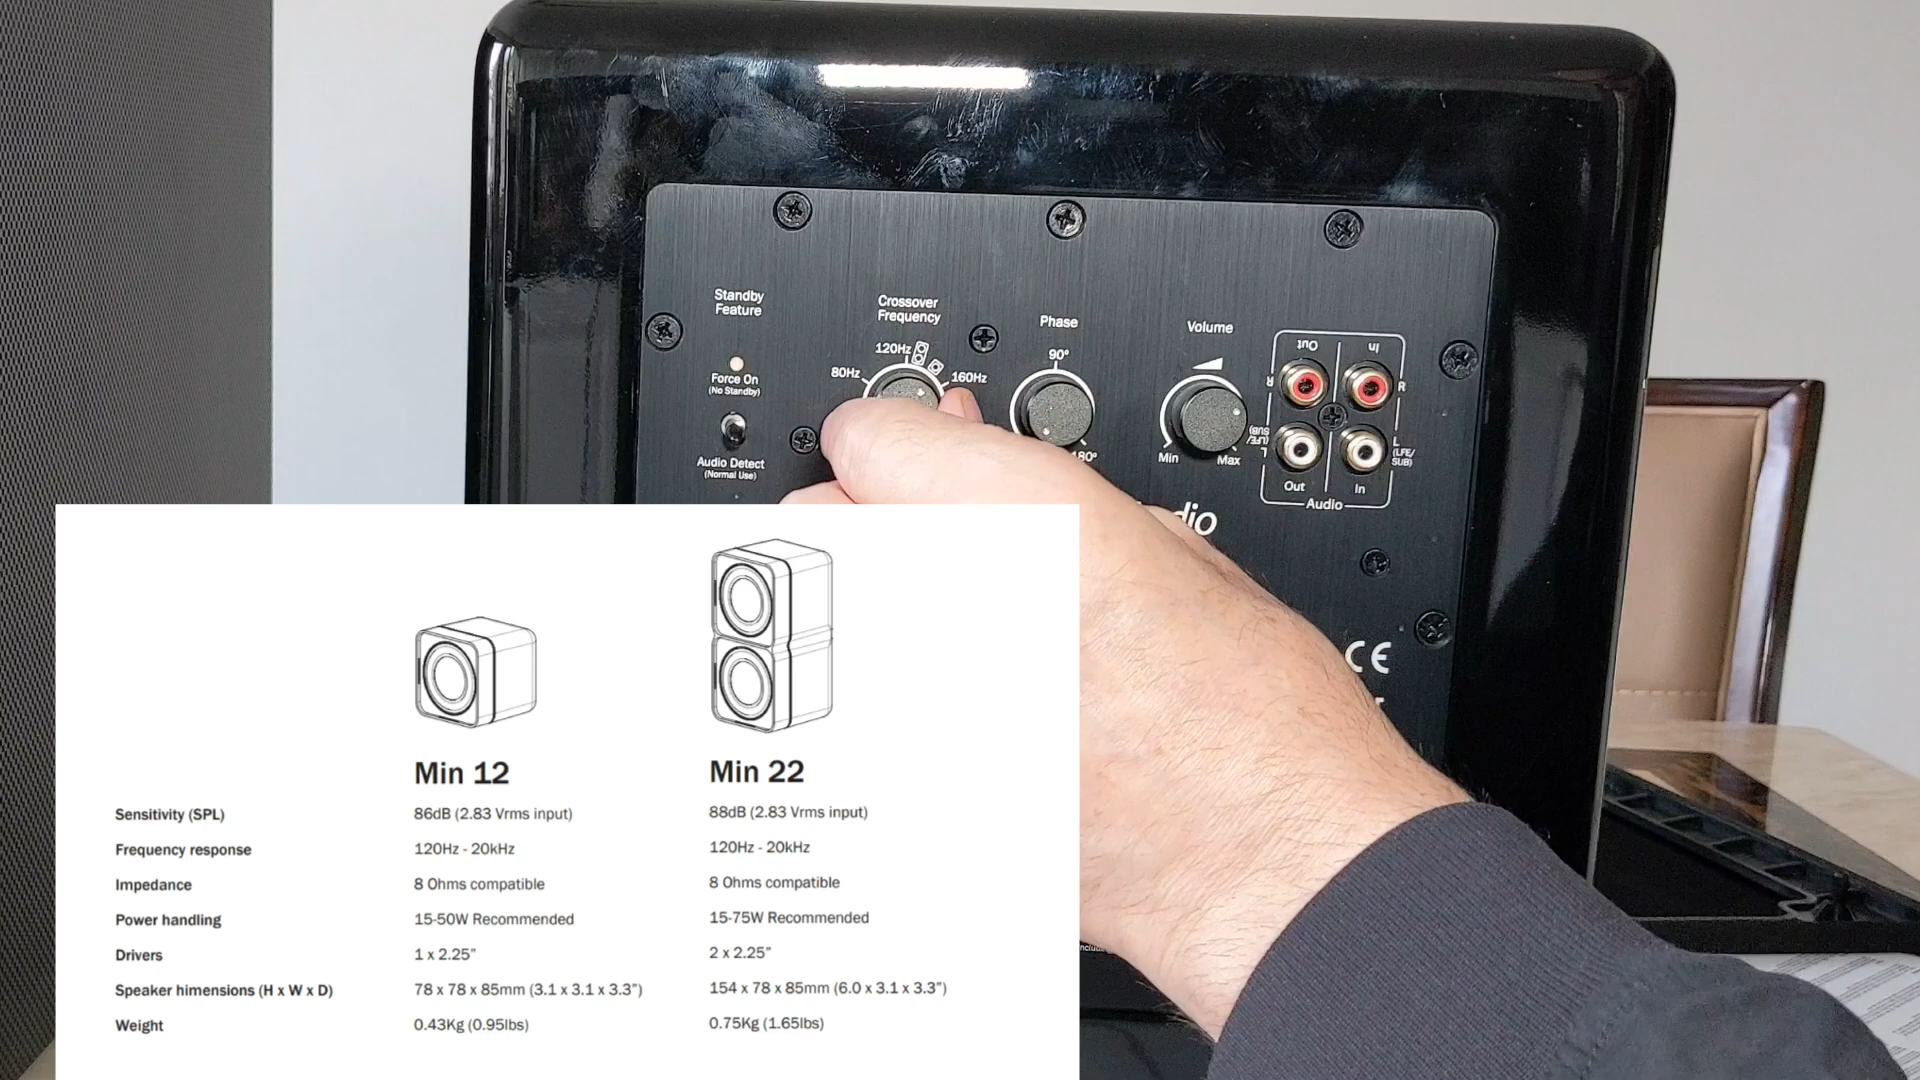 Standby
Feature
Force On
(No Standby)
Audio Detect
(Normal Use)
Crossover
Frequency
120Hz
80Hz
160Hz
Phase
90°
180°
Volume
Min
Max
Out
In
R
R
L
(LFE/
SUB)
L
(LFE/
SUB)
Out
In
Audio
dio
CE
Min 12
Min 22
Sensitivity (SPL) 86dB (2.83 Vrms input) 88dB (2.83 Vrms input)
Frequency response 120Hz - 20kHz 120Hz - 20kHz
Impedance 8 Ohms compatible 8 Ohms compatible
Power handling 15-50W Recommended 15-75W Recommended
Drivers 1 x 2.25" 2 x 2.25"
Speaker himensions (H x W x D) 78 x 78 x 85mm (3.1 x 3.1 x 3.3") 154 x 78 x 85mm (6.0 x 3.1 x 3.3")
Weight 0.43Kg (0.95lbs) 0.75Kg (1.65lbs)